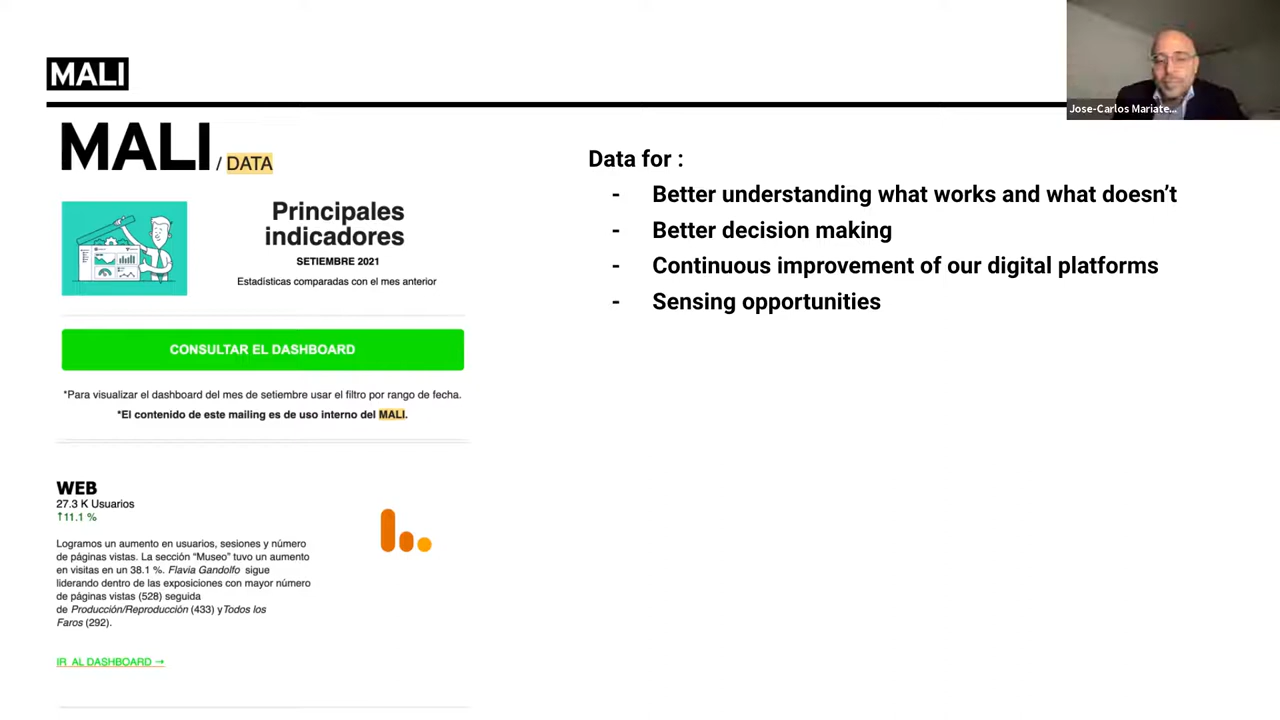 MALI
Jose-Carlos Mariate...
MALI / DATA
Principales
indicadores
SETIEMBRE 2021
Estadísticas comparadas con el mes anterior
CONSULTAR EL DASHBOARD
*Para visualizar el dashboard del mes de setiembre usar el filtro por rango de fecha.
*El contenido de este mailing es de uso interno del MALI.
WEB
27.3 K Usuarios
↑11.1 %
Logramos un aumento en usuarios, sesiones y número
de páginas vistas. La sección “Museo” tuvo un aumento
en visitas en un 38.1 %. Flavia Gandolfo sigue
liderando dentro de las exposiciones con mayor número
de páginas vistas (528) seguida
de Producción/Reproducción (433) yTodos los
Faros (292).
IR AL DASHBOARD →
Data for :
- Better understanding what works and what doesn’t
- Better decision making
- Continuous improvement of our digital platforms
- Sensing opportunities